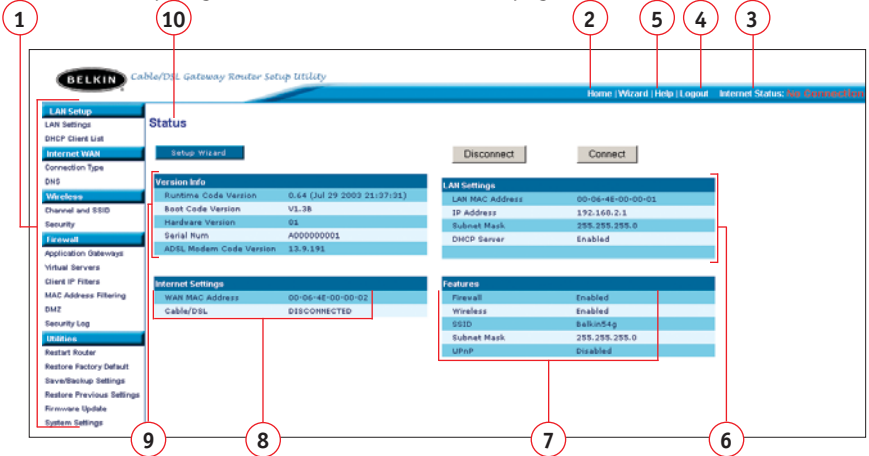 1
10
2
5
4
3
BELKIN Cable/DSL Gateway Router Setup Utility
Home | Wizard | Help | Logout Internet Status: No Connection
LAN Setup
LAN Settings
DHCP Client List
Internet WAN
Connection Type
DNS
Wireless
Channel and SSID
Security
Firewall
Application Gateways
Virtual Servers
Client IP Filters
MAC Address Filtering
DMZ
Security Log
Utilities
Restart Router
Restore Factory Default
Save/Backup Settings
Restore Previous Settings
Firmware Update
System Settings
Status
Setup Wizard
Disconnect Connect
Version Info
Runtime Code Version 0.64 (Jul 29 2003 21:37:31)
Boot Code Version V1.3B
Hardware Version 01
Serial Num A000000001
ADSL Modem Code Version 13.9.191
LAN Settings
LAN MAC Address 00-06-4E-00-00-01
IP Address 192.168.2.1
Subnet Mask 255.255.255.0
DHCP Server Enabled
Internet Settings
WAN MAC Address 00-06-4E-00-00-02
Cable/DSL DISCONNECTED
Features
Firewall Enabled
Wireless Enabled
SSID belkin54g
Subnet Mask 255.255.255.0
UPnP Disabled
9
8
7
6